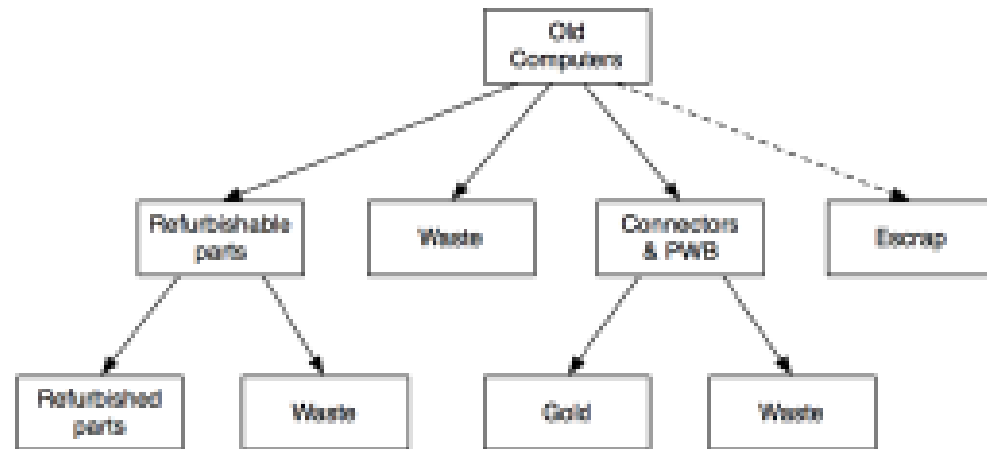 Old
Computers
Refurbishable
parts
Waste
Connectors
& PWB
Escrap
Refurbished
parts
Waste
Gold
Waste